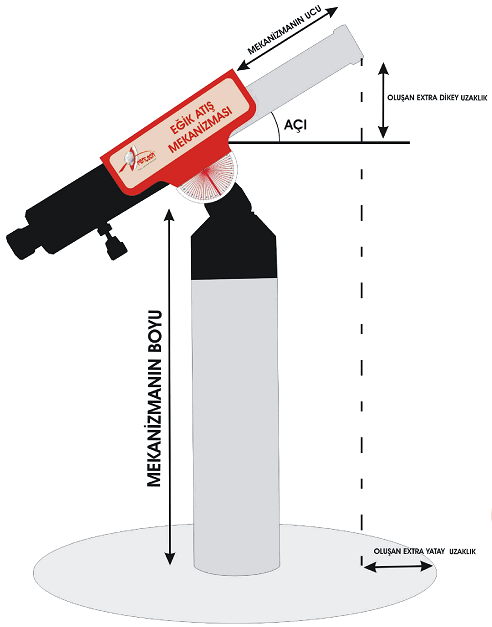 MEKANİZMANIN UCU
OLUŞAN EXTRA DİKEY UZAKLIK
EĞİK ATIŞ
MEKANİZMASI
AÇI
MEKANİZMANIN BOYU
OLUŞAN EXTRA YATAY UZAKLIK